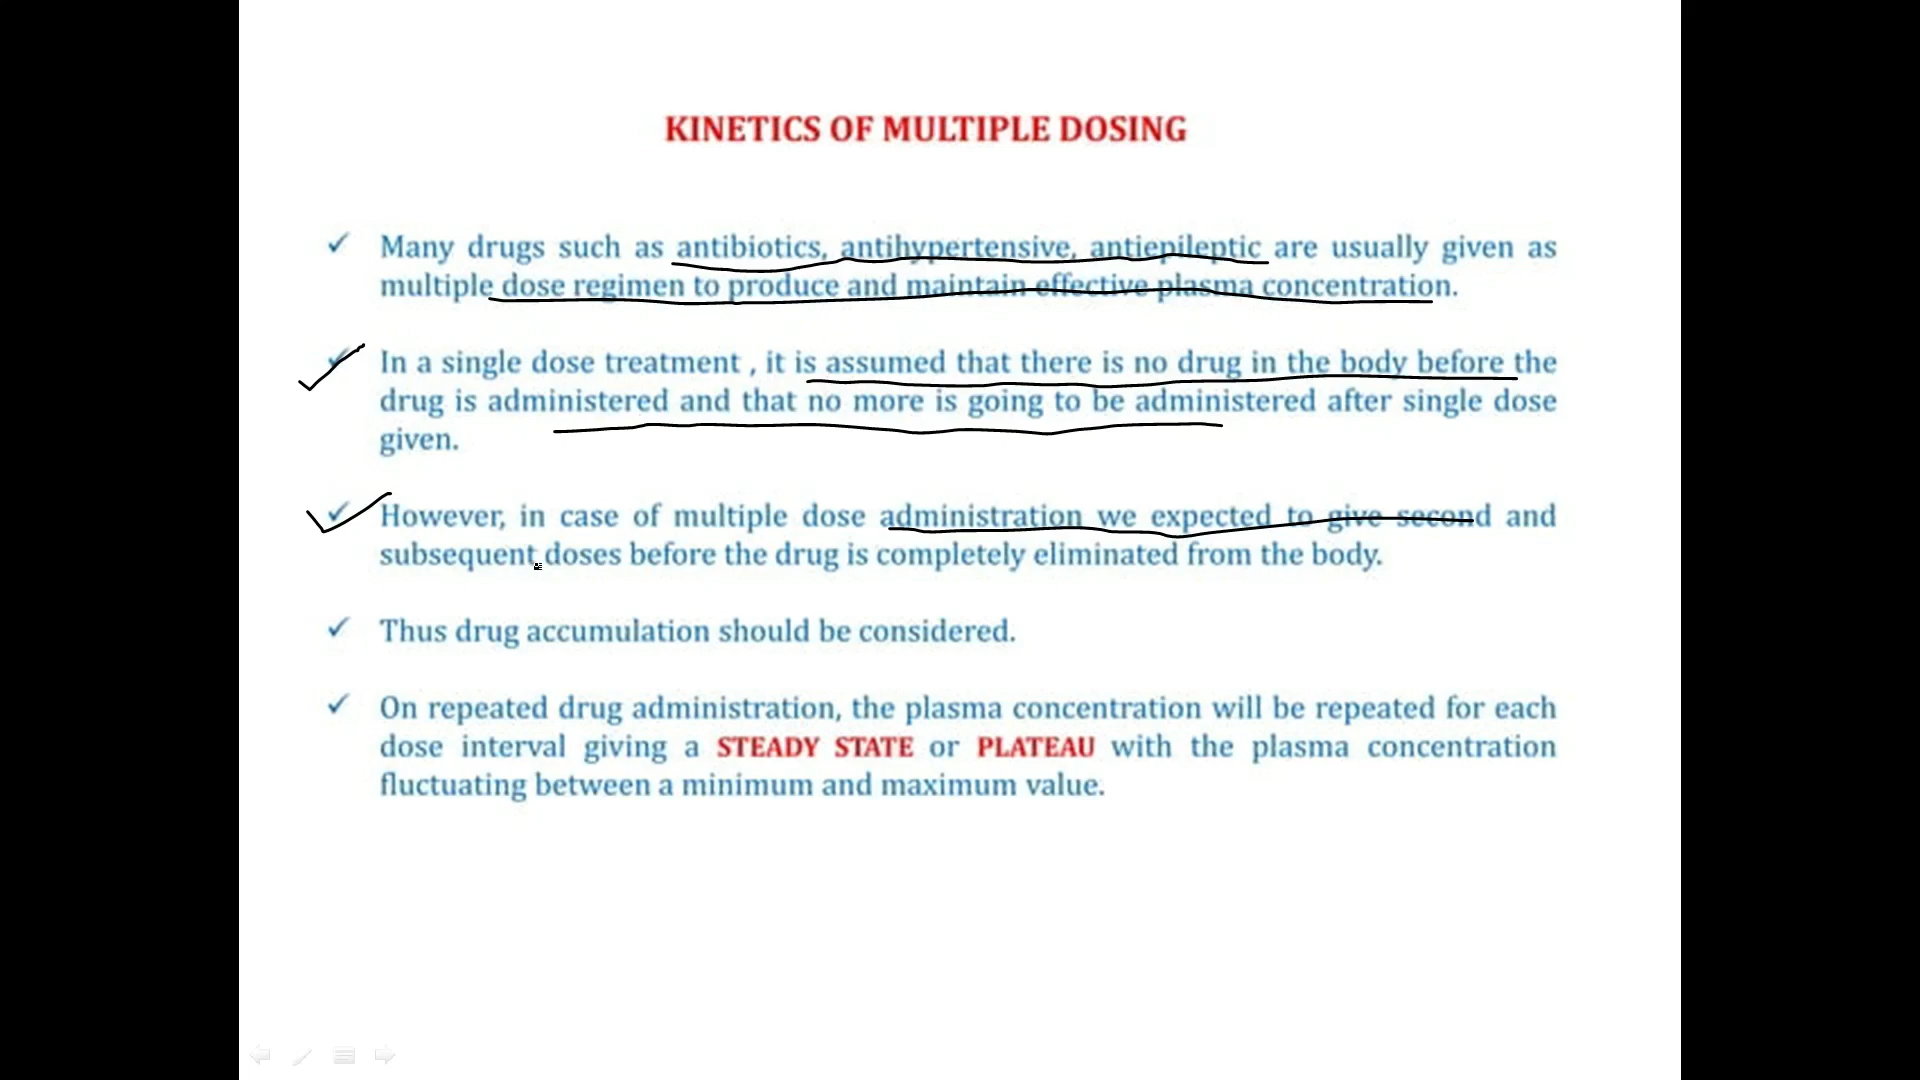 KINETICS OF MULTIPLE DOSING
✓ Many drugs such as antibiotics, antihypertensive, antiepileptic are usually given as
multiple dose regimen to produce and maintain effective plasma concentration.
✓ In a single dose treatment , it is assumed that there is no drug in the body before the
drug is administered and that no more is going to be administered after single dose
given.
✓ However, in case of multiple dose administration we expected to give second and
subsequent doses before the drug is completely eliminated from the body.
✓ Thus drug accumulation should be considered.
✓ On repeated drug administration, the plasma concentration will be repeated for each
dose interval giving a STEADY STATE or PLATEAU with the plasma concentration
fluctuating between a minimum and maximum value.